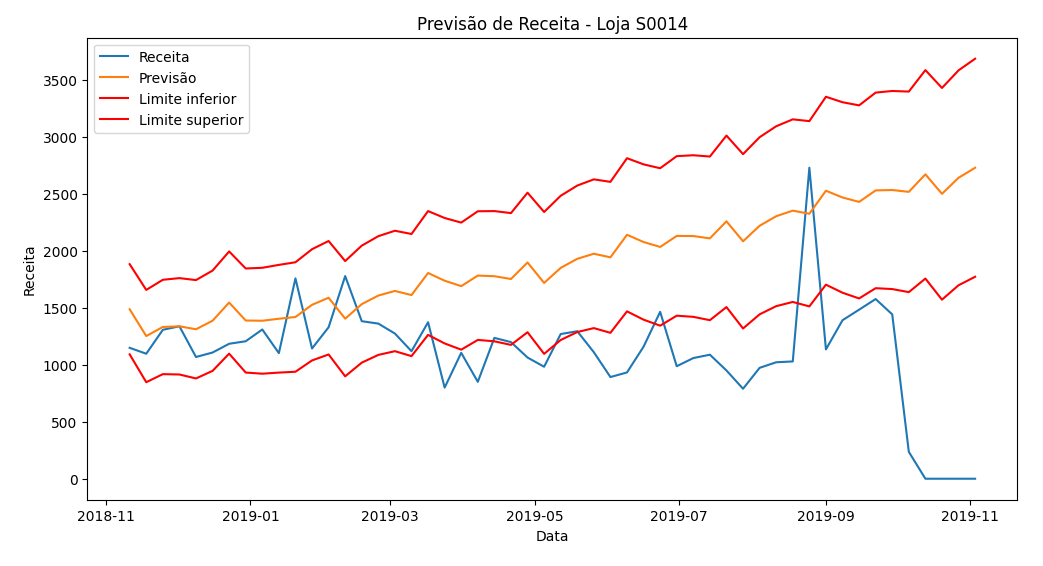 Previsão de Receita - Loja S0014
Receita
Previsão
Limite inferior
Limite superior
3500
3000
2500
2000
1500
1000
500
0
Receita
2018-11
2019-01
2019-03
2019-05
2019-07
2019-09
2019-11
Data